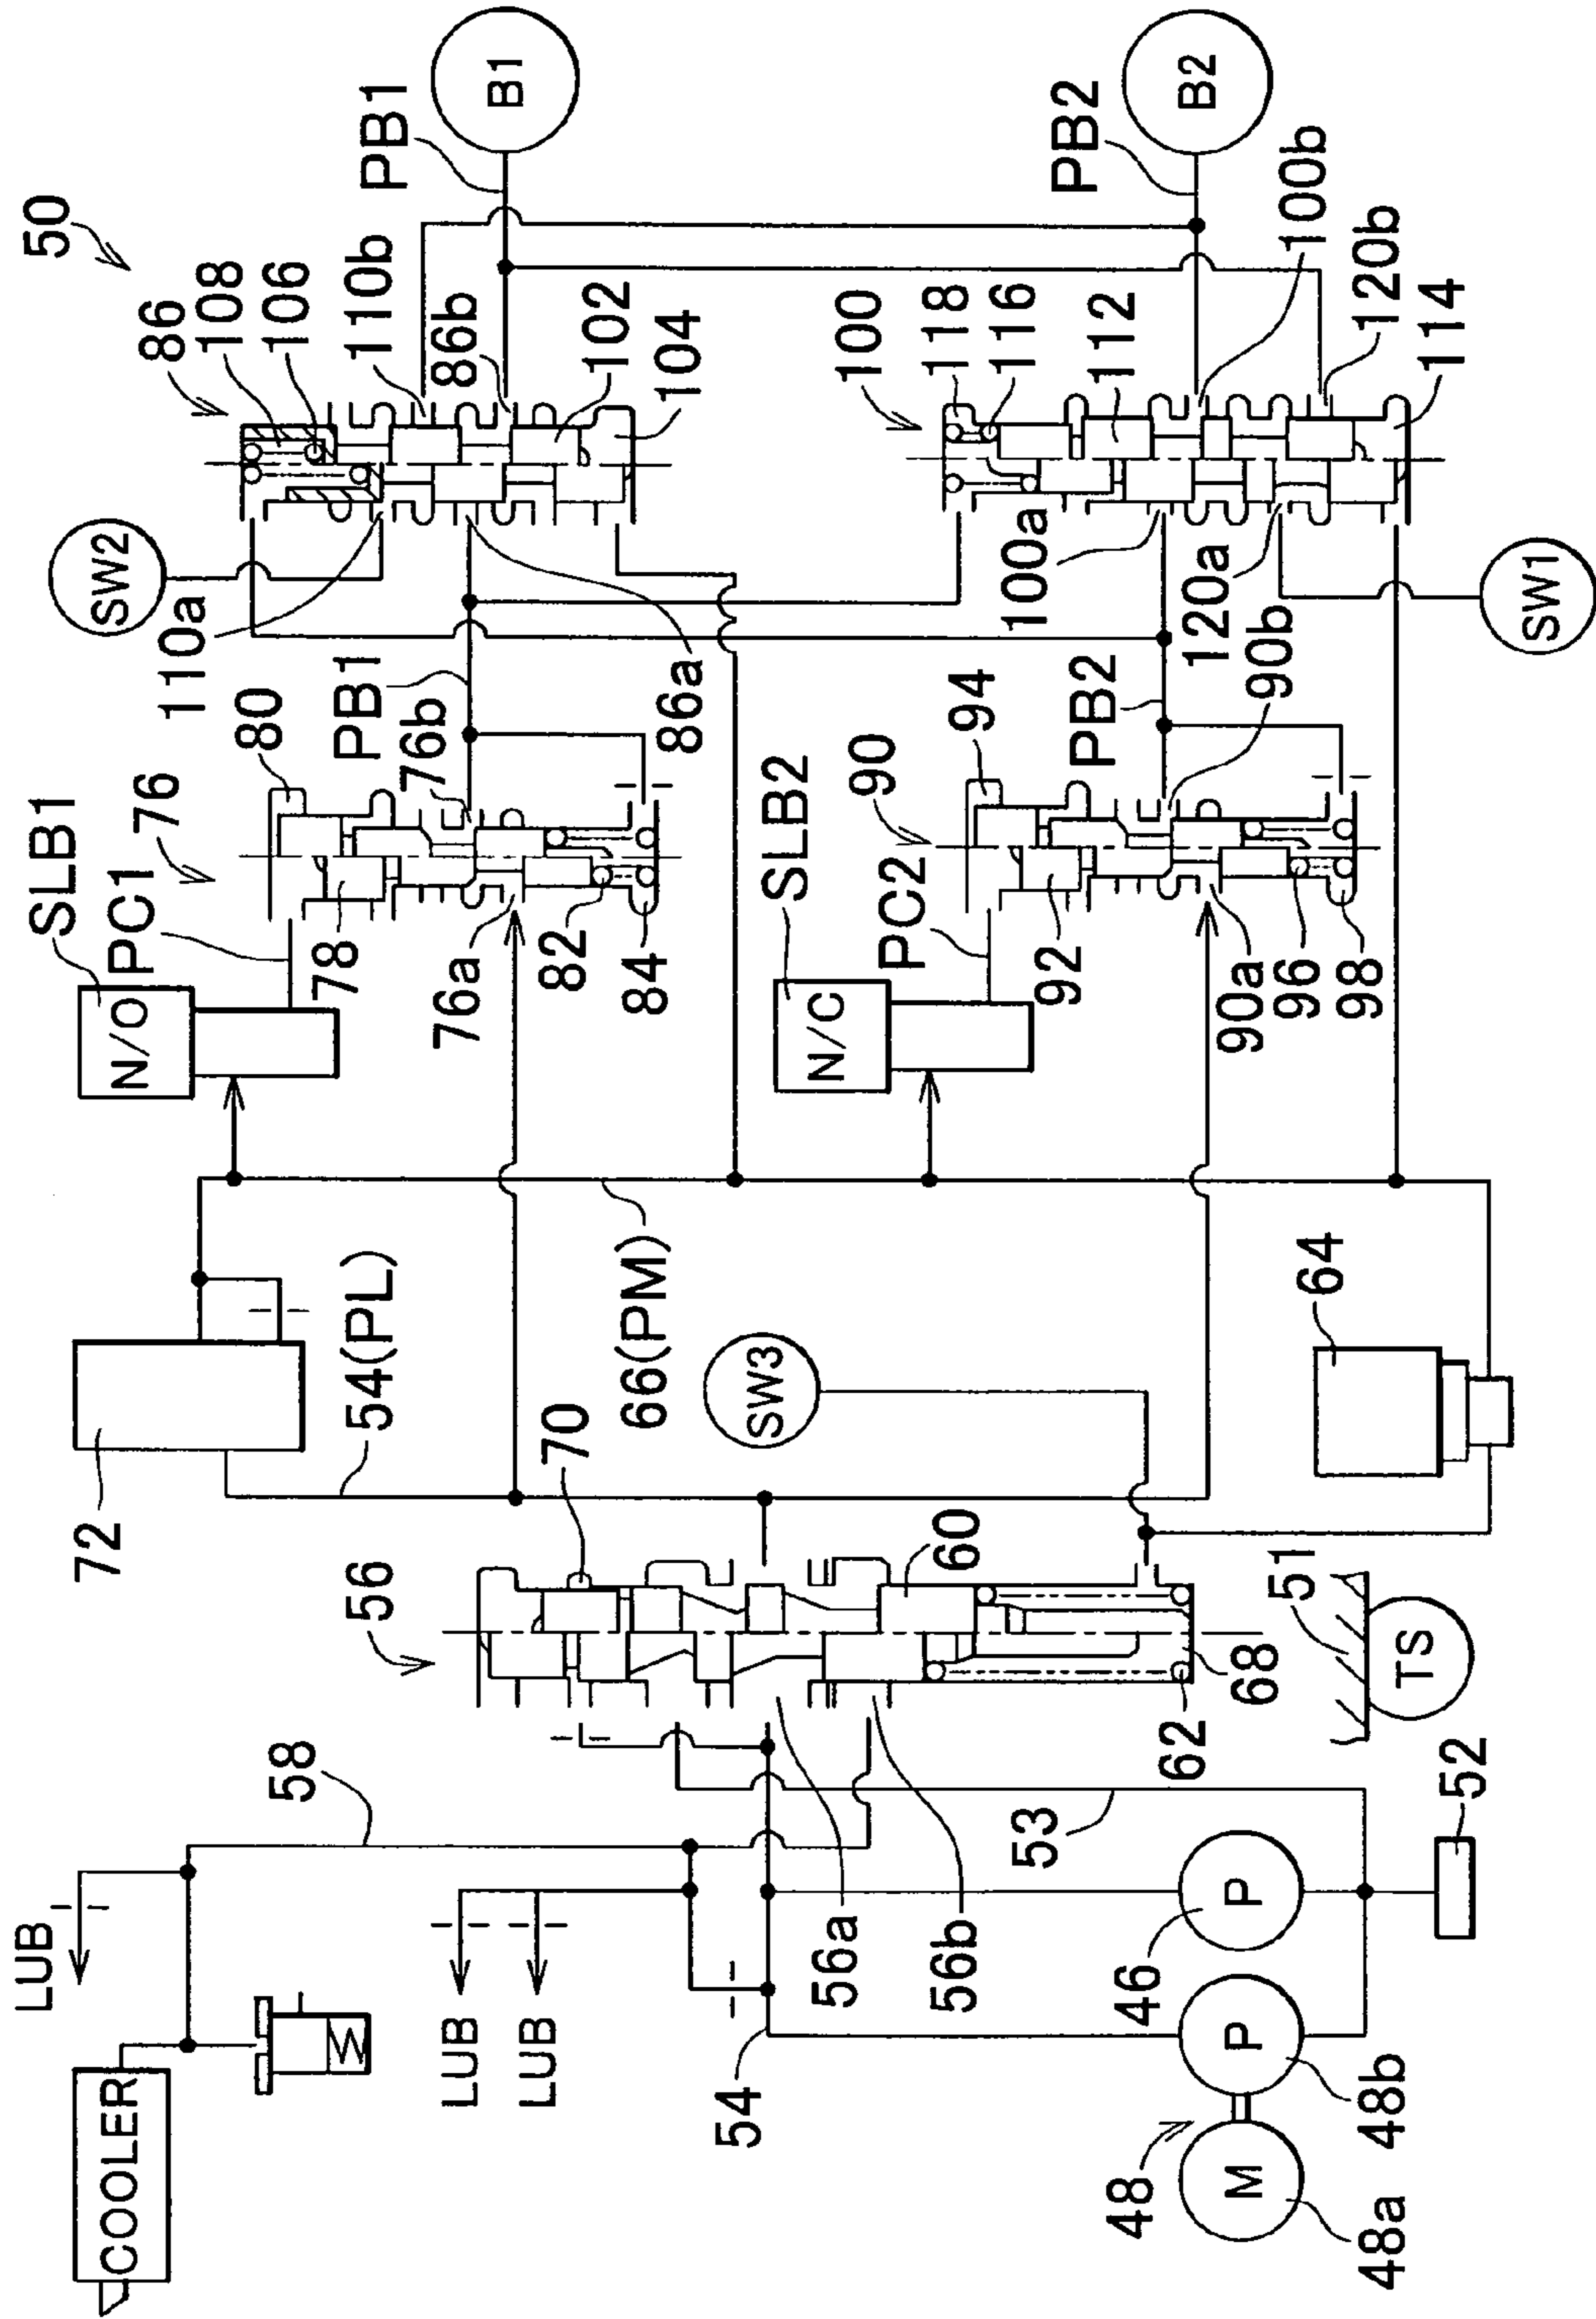 50
86
108
106
110b
86b
102
104
PB1
B1
SW2
110a
86a
100
118
116
112
PB2
B2
100b
120b
114
100a
120a
90b
SW1
SLB1
PC1
76
80
PB1
76b
78
76a
82
84
N/O
SLB2
PC2
90
94
PB2
92
90a
96
98
N/C
72
54(PL)
66(PM)
64
SW3
56
70
60
51
TS
68
62
58
53
52
56a
56b
LUB
LUB
LUB
COOLER
W
54
46
P
P
M
48
48a
48b